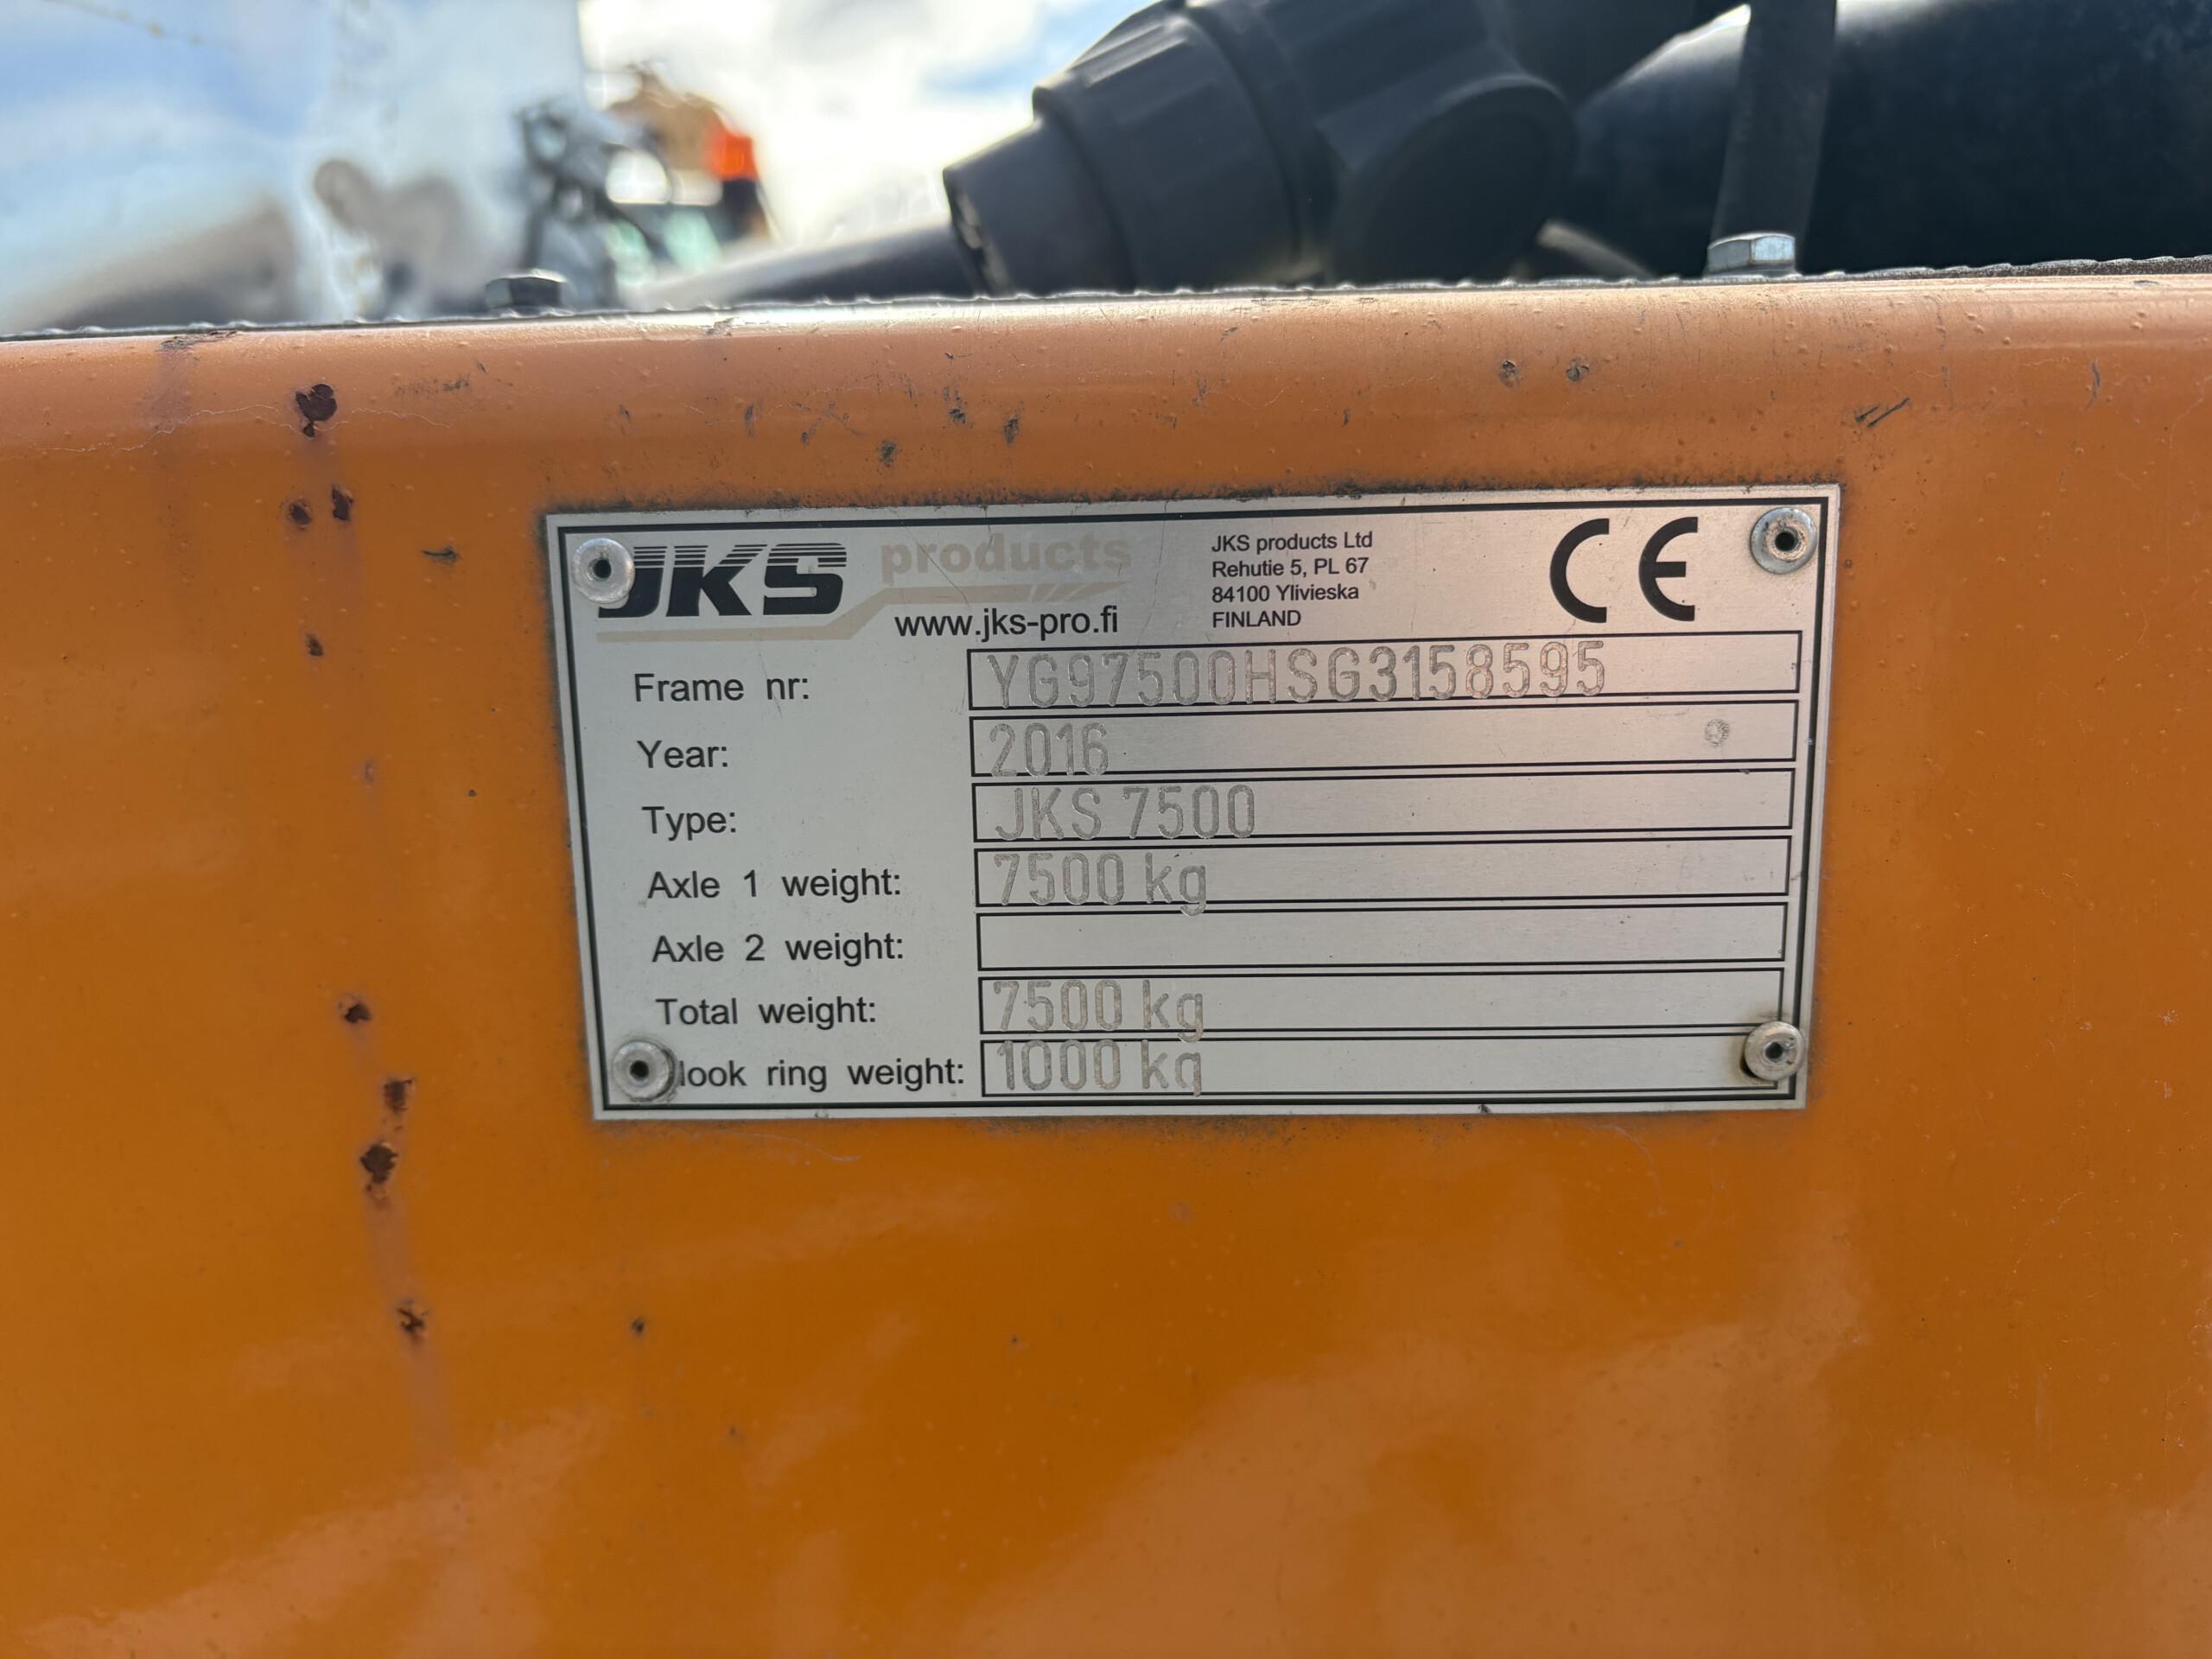 JKS products
www.jks-pro.fi
JKS products Ltd
Rehutie 5, PL 67
84100 Ylivieska
FINLAND
CE
Frame nr: YG97500HSG3158595
Year: 2016
Type: JKS 7500
Axle 1 weight: 7500 kg
Axle 2 weight:
Total weight: 7500 kg
Hook ring weight: 1000 kg